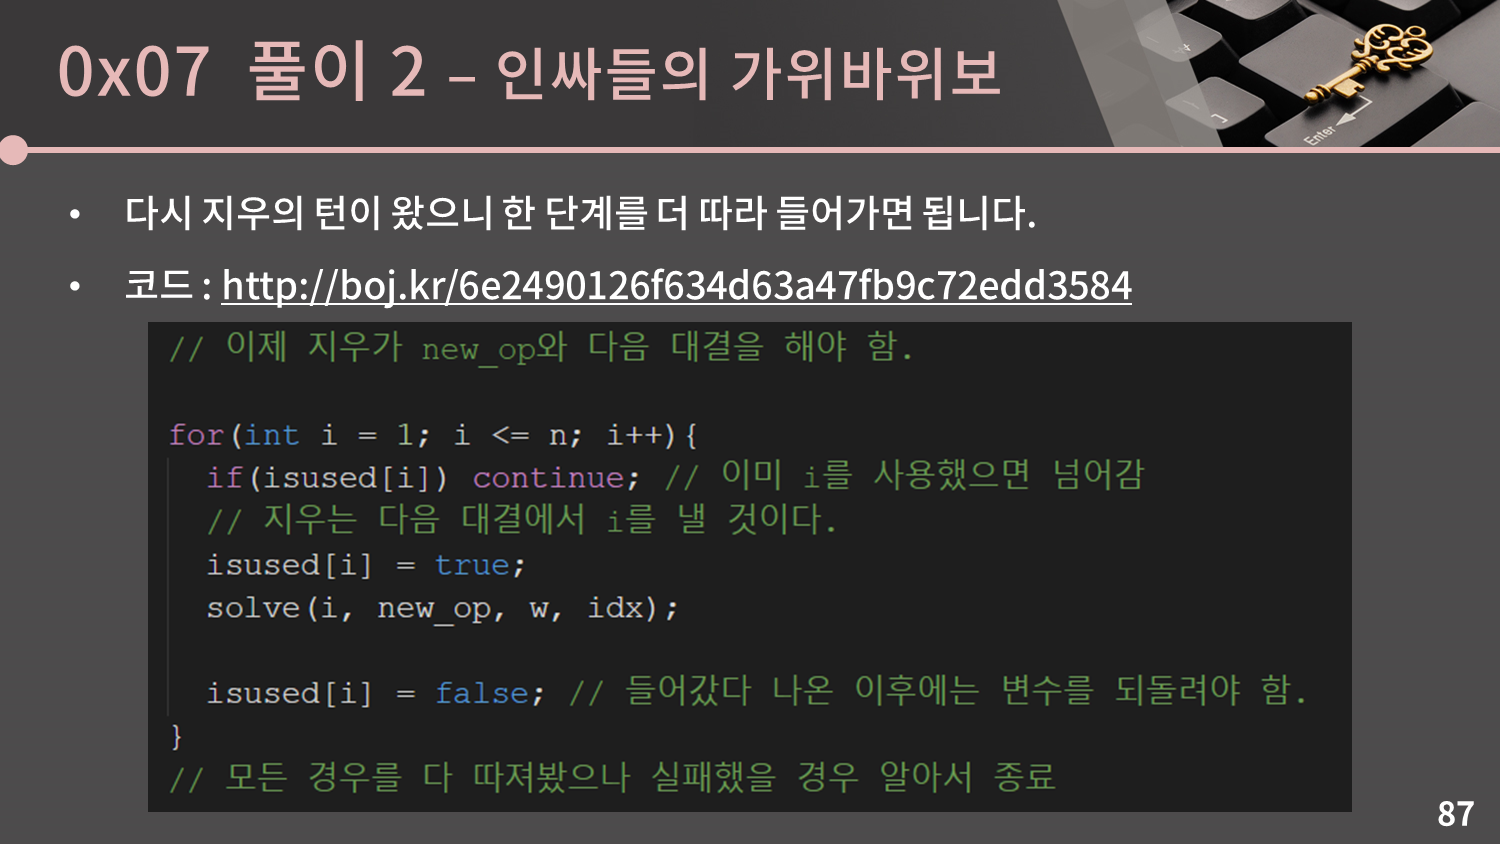 0x07 풀이 2 – 인싸들의 가위바위보
Enter
• 다시 지우의 턴이 왔으니 한 단계를 더 따라 들어가면 됩니다.
• 코드 : http://boj.kr/6e2490126f634d63a47fb9c72edd3584
// 이제 지우가 new_op와 다음 대결을 해야 함.
for(int i = 1; i <= n; i++){
if(isused[i]) continue; // 이미 i를 사용했으면 넘어감
// 지우는 다음 대결에서 i를 낼 것이다.
isused[i] = true;
solve(i, new_op, w, idx);
isused[i] = false; // 들어갔다 나온 이후에는 변수를 되돌려야 함.
}
// 모든 경우를 다 따져봤으나 실패했을 경우 알아서 종료
87